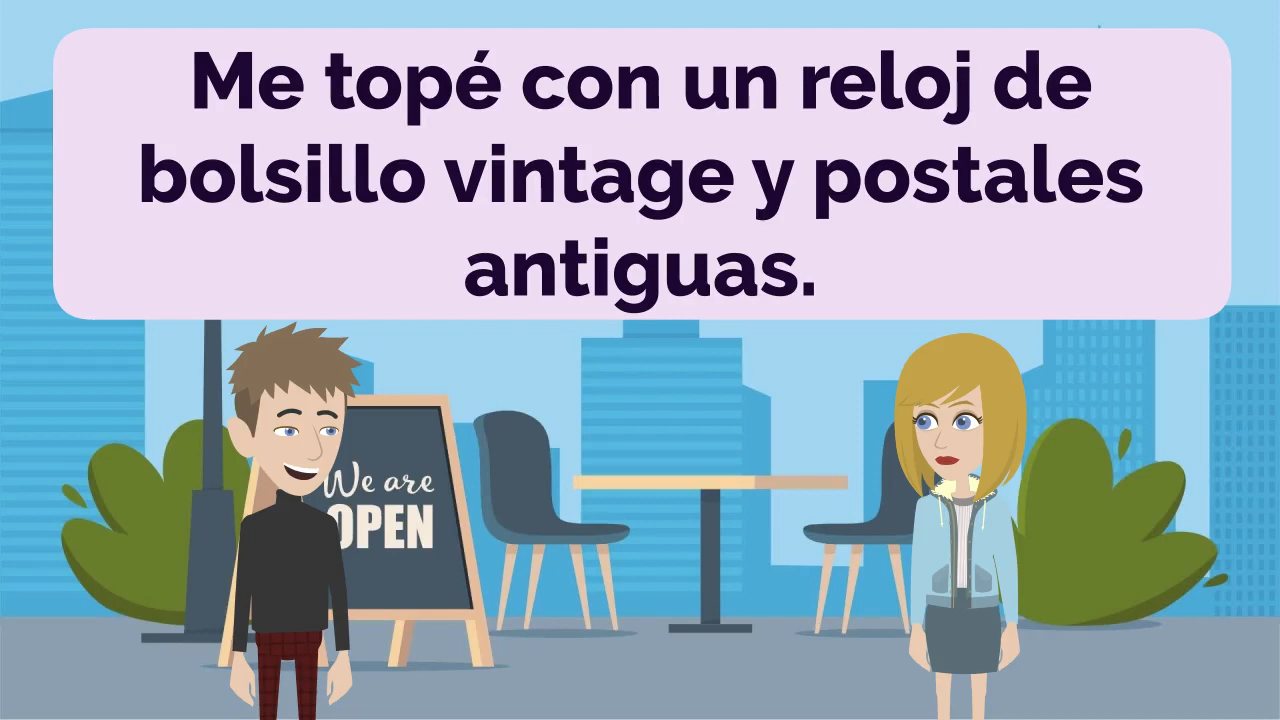 Me topé con un reloj de
bolsillo vintage y postales
antiguas.
We are
OPEN